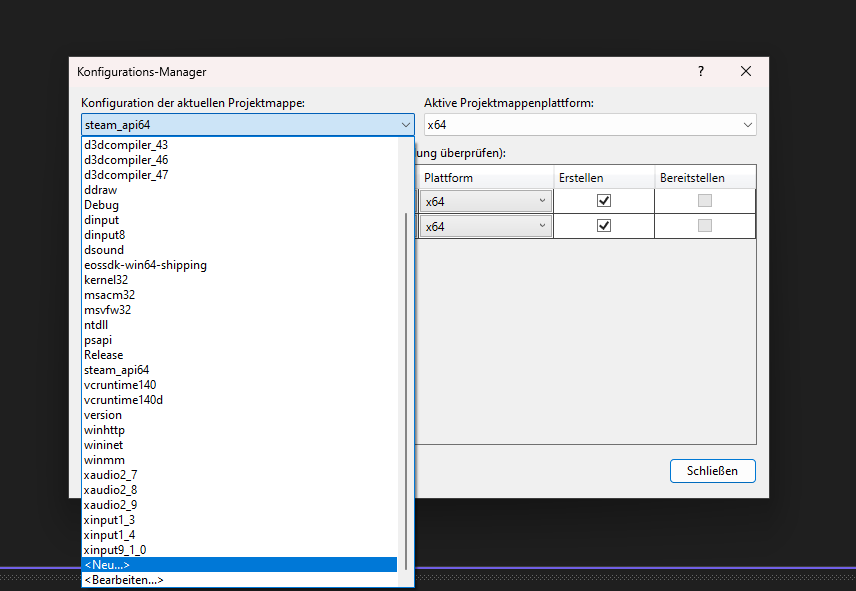 Konfigurations-Manager
?
Konfiguration der aktuellen Projektmappe:
Aktive Projektmappenplattform:
steam_api64
x64
d3dcompiler_43
d3dcompiler_46
d3dcompiler_47
ddraw
Debug
dinput
dinput8
dsound
eossdk-win64-shipping
kernel32
msacm32
msvfw32
ntdll
psapi
Release
steam_api64
vcruntime140
vcruntime140d
version
winhttp
wininet
winmm
xaudio2_7
xaudio2_8
xaudio2_9
xinput1_3
xinput1_4
xinput9_1_0
<Neu...>
<Bearbeiten...>
ung überprüfen):
Plattform Erstellen Bereitstellen
x64
x64
Schließen